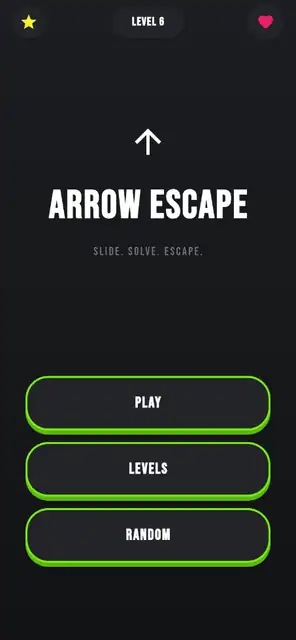 LEVEL 6
ARROW ESCAPE
SLIDE. SOLVE. ESCAPE.
PLAY
LEVELS
RANDOM